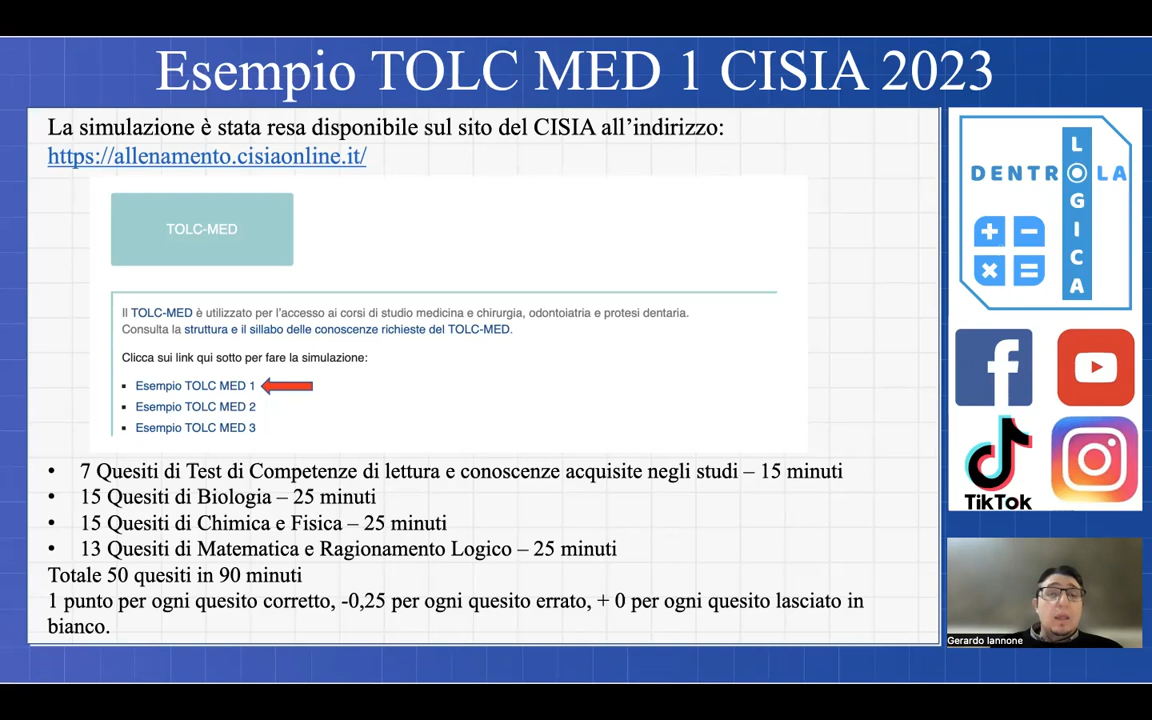 Esempio TOLC MED 1 CISIA 2023
La simulazione è stata resa disponibile sul sito del CISIA all'indirizzo:
https://allenamento.cisiaonline.it/
TOLC-MED
Il TOLC-MED è utilizzato per l'accesso ai corsi di studio medicina e chirurgia, odontoiatria e protesi dentaria.
Consulta la struttura e il sillabo delle conoscenze richieste del TOLC-MED.
Clicca sui link qui sotto per fare la simulazione:
▪ Esempio TOLC MED 1
▪ Esempio TOLC MED 2
▪ Esempio TOLC MED 3
• 7 Quesiti di Test di Competenze di lettura e conoscenze acquisite negli studi – 15 minuti
• 15 Quesiti di Biologia – 25 minuti
• 15 Quesiti di Chimica e Fisica – 25 minuti
• 13 Quesiti di Matematica e Ragionamento Logico – 25 minuti
Totale 50 quesiti in 90 minuti
1 punto per ogni quesito corretto, -0,25 per ogni quesito errato, + 0 per ogni quesito lasciato in
bianco.
DENTRO LA
LOGICA
TikTok
Gerardo Iannone